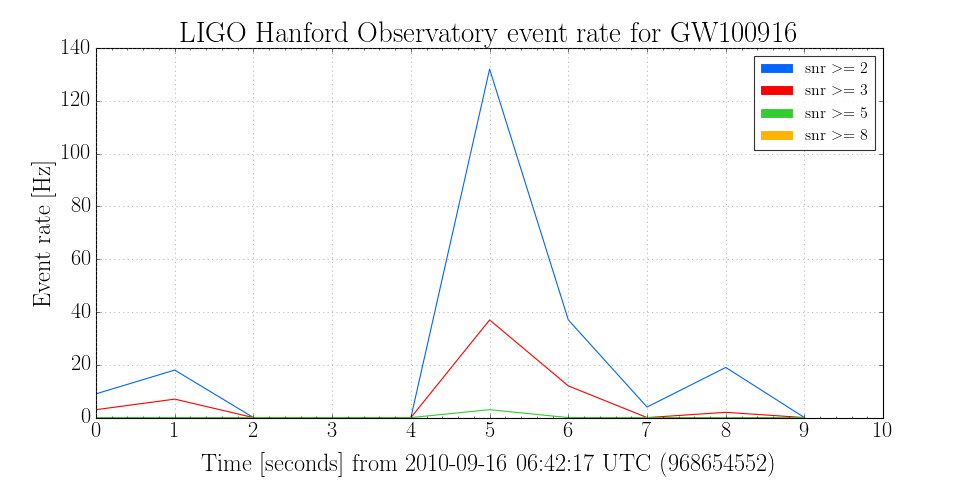 LIGO Hanford Observatory event rate for GW100916
140
120
100
80
60
40
20
0
Event rate [Hz]
snr >= 2
snr >= 3
snr >= 5
snr >= 8
0 1 2 3 4 5 6 7 8 9 10
Time [seconds] from 2010-09-16 06:42:17 UTC (968654552)